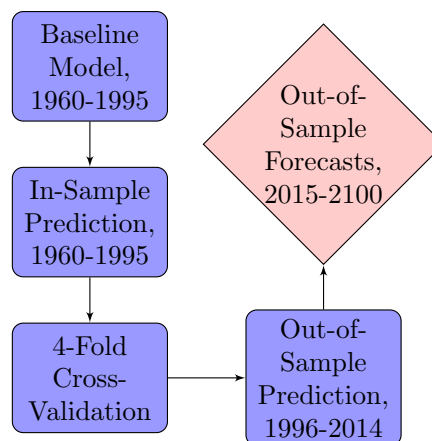 Baseline
Model,
1960-1995
In-Sample
Prediction,
1960-1995
4-Fold
Cross-
Validation
Out-of-
Sample
Prediction,
1996-2014
Out-of-
Sample
Forecasts,
2015-2100